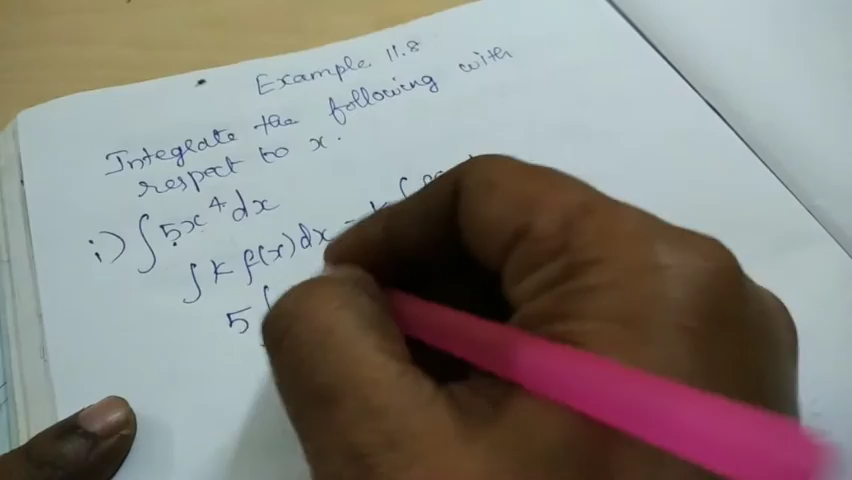 Example 11.8
Integrate the following with
respect to x.
i) ∫ 5x⁴ dx
∫ k f(x) dx = k ∫
5 ∫